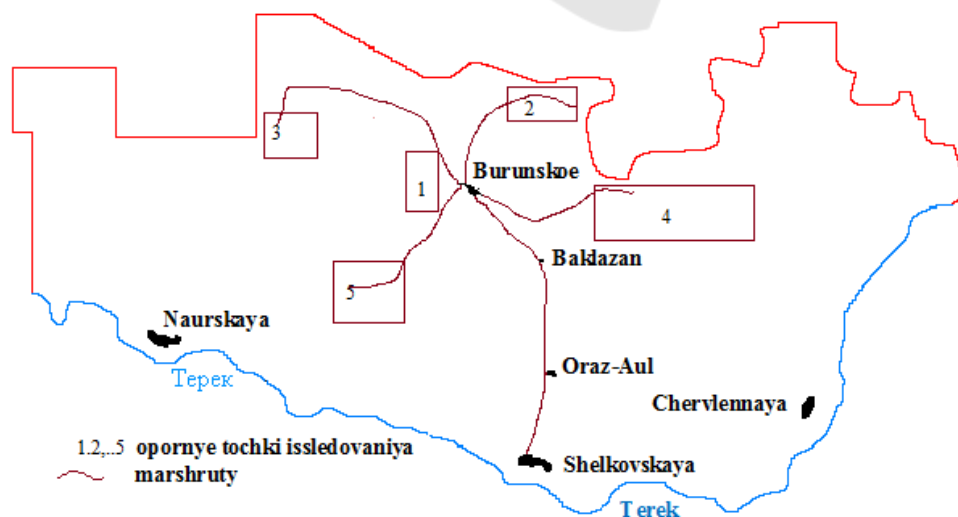 2
3
Burunskoe
1
4
Baklazan
5
Naurskaya
Терек
Oraz-Aul
Chervlennaya
1.2,..5 opornye tochki issledovaniya
marshruty
Shelkovskaya
Terek